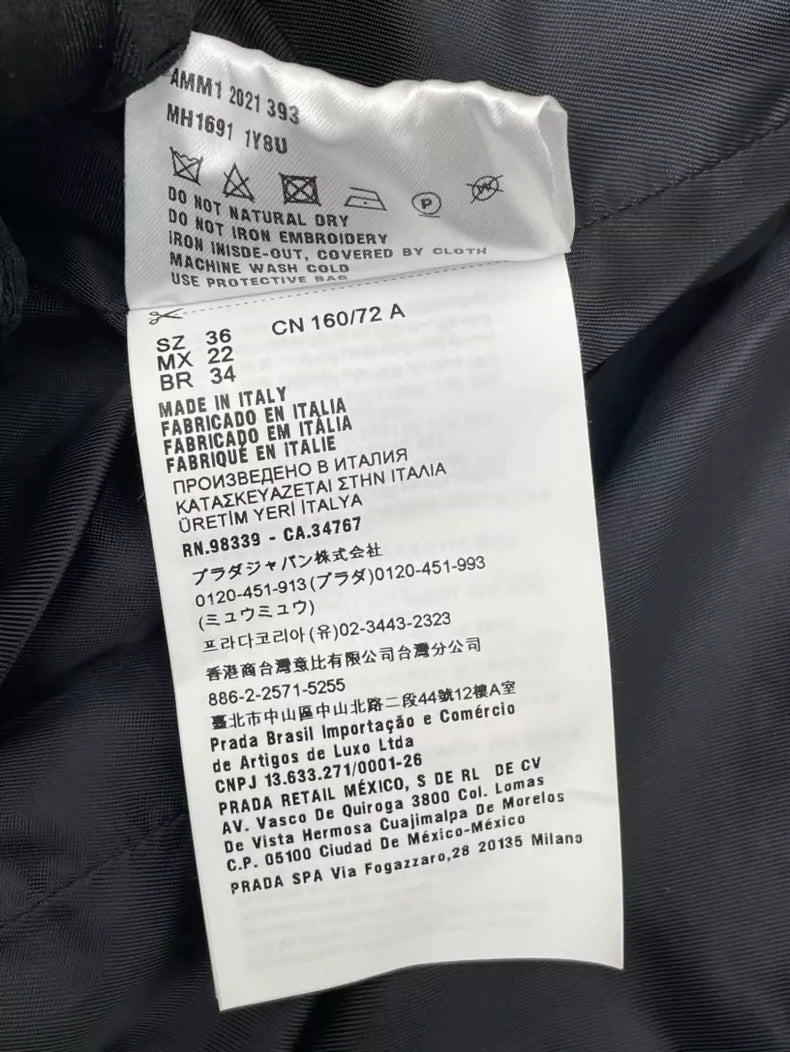 AMM1 2021 393
MH1691 1Y8U
P
DO NOT NATURAL DRY
DO NOT IRON EMBROIDERY
IRON INISDE-OUT, COVERED BY CLOTH
MACHINE WASH COLD
USE PROTECTIVE BAG
SZ 36 CN 160/72 A
MX 22
BR 34
MADE IN ITALY
FABRICADO EN ITALIA
FABRICADO EM ITÀLIA
FABRIQUÉ EN ITALIE
ПРОИЗВЕДЕНО В ИТАЛИЯ
ΚΑΤΑΣΚΕΥΑΖΕΤΑΙ ΣΤΗΝ ΙΤΑΛΙΑ
ÜRETİM YERİ İTALYA
RN.98339 - CA.34767
プラダジャパン株式会社
0120-451-913(プラダ)0120-451-993
(ミュウミュウ)
프라다코리아(유)02-3443-2323
香港商台灣意比有限公司台灣分公司
886-2-2571-5255
臺北市中山區中山北路二段44號12樓A室
Prada Brasil Importação e Comércio
de Artigos de Luxo Ltda
CNPJ 13.633.271/0001-26
PRADA RETAIL MÉXICO, S DE RL DE CV
AV. Vasco De Quiroga 3800 Col. Lomas
De Vista Hermosa Cuajimalpa De Morelos
C.P. 05100 Ciudad De México-México
PRADA SPA Via Fogazzaro,28 20135 Milano